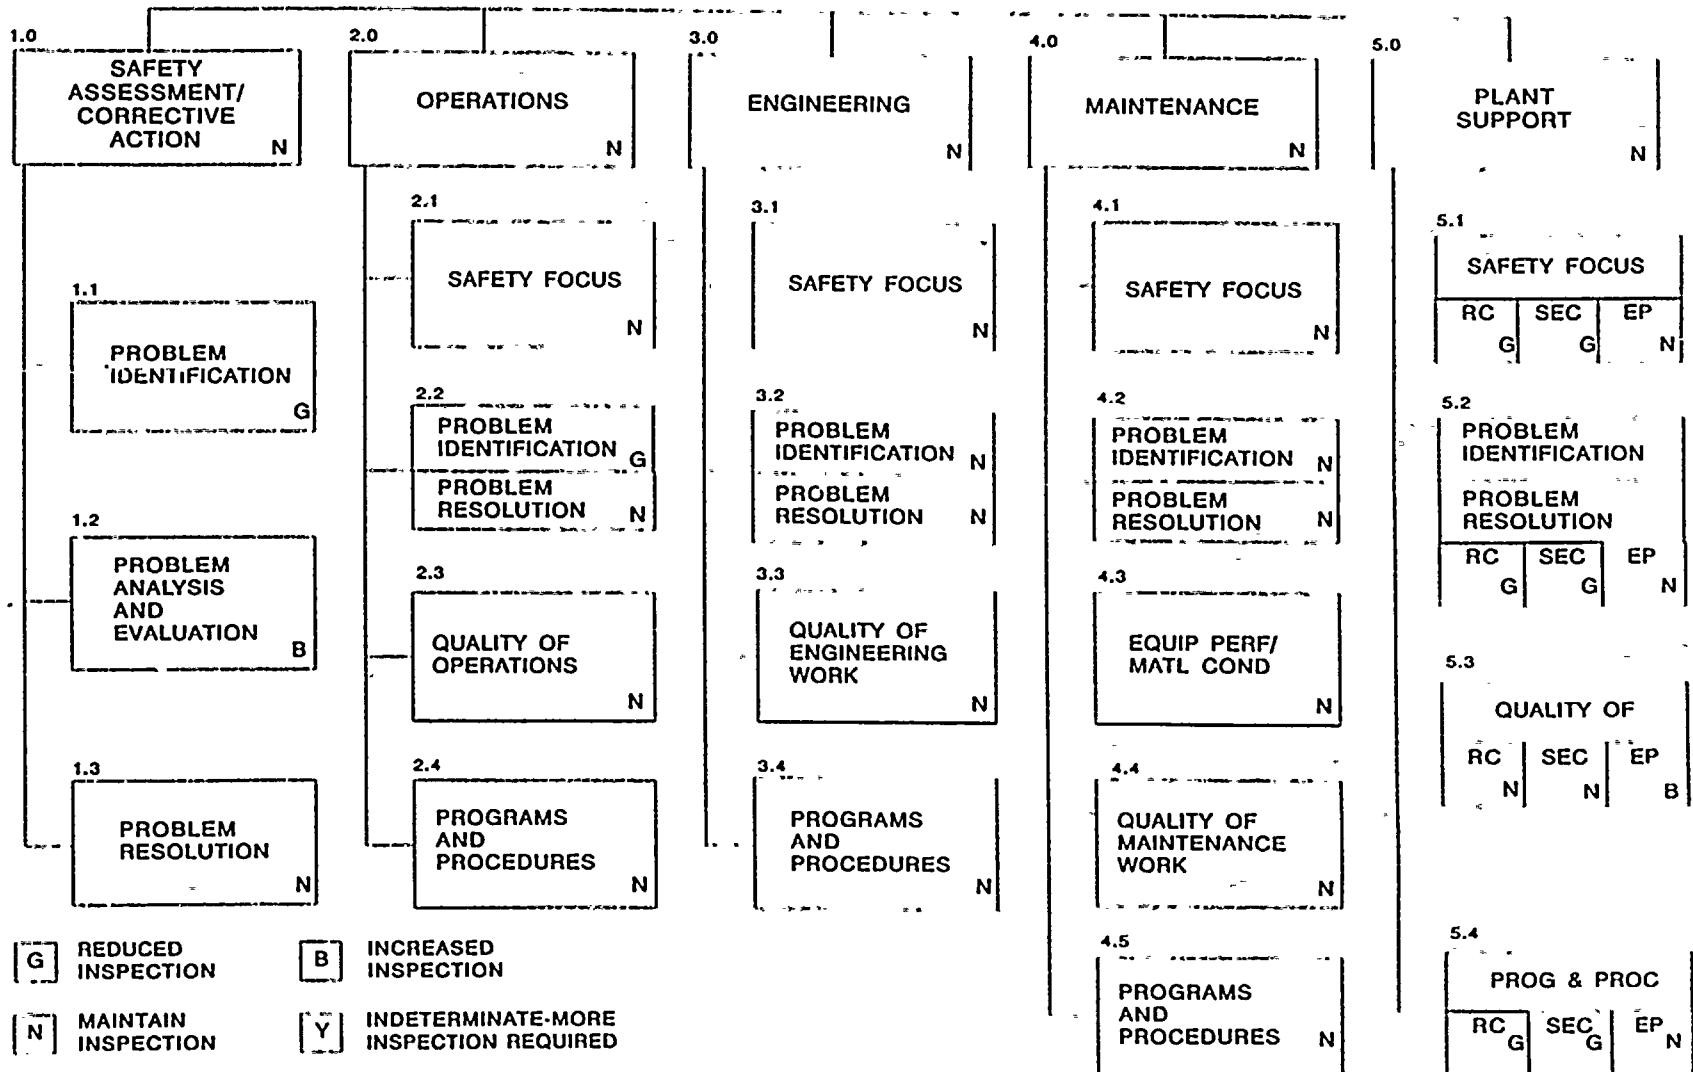 1.0
SAFETY
ASSESSMENT/
CORRECTIVE
ACTION
N
1.1
PROBLEM
IDENTIFICATION
G
1.2
PROBLEM
ANALYSIS
AND
EVALUATION
B
1.3
PROBLEM
RESOLUTION
N
2.0
OPERATIONS
N
2.1
SAFETY FOCUS
N
2.2
PROBLEM
IDENTIFICATION G
PROBLEM
RESOLUTION N
2.3
QUALITY OF
OPERATIONS
N
2.4
PROGRAMS
AND
PROCEDURES
N
3.0
ENGINEERING
N
3.1
SAFETY FOCUS
N
3.2
PROBLEM
IDENTIFICATION N
PROBLEM
RESOLUTION N
3.3
QUALITY OF
ENGINEERING
WORK
N
3.4
PROGRAMS
AND
PROCEDURES
N
4.0
MAINTENANCE
N
4.1
SAFETY FOCUS
N
4.2
PROBLEM
IDENTIFICATION N
PROBLEM
RESOLUTION N
4.3
EQUIP PERF/
MATL COND
N
4.4
QUALITY OF
MAINTENANCE
WORK
N
4.5
PROGRAMS
AND
PROCEDURES N
5.0
PLANT
SUPPORT
N
5.1
SAFETY FOCUS
RC SEC EP
G G N
5.2
PROBLEM
IDENTIFICATION
PROBLEM
RESOLUTION
RC SEC EP
G G N
5.3
QUALITY OF
RC SEC EP
N N B
5.4
PROG & PROC
RC SEC EP
G G N
G REDUCED
INSPECTION
B INCREASED
INSPECTION
N MAINTAIN
INSPECTION
Y INDETERMINATE-MORE
INSPECTION REQUIRED